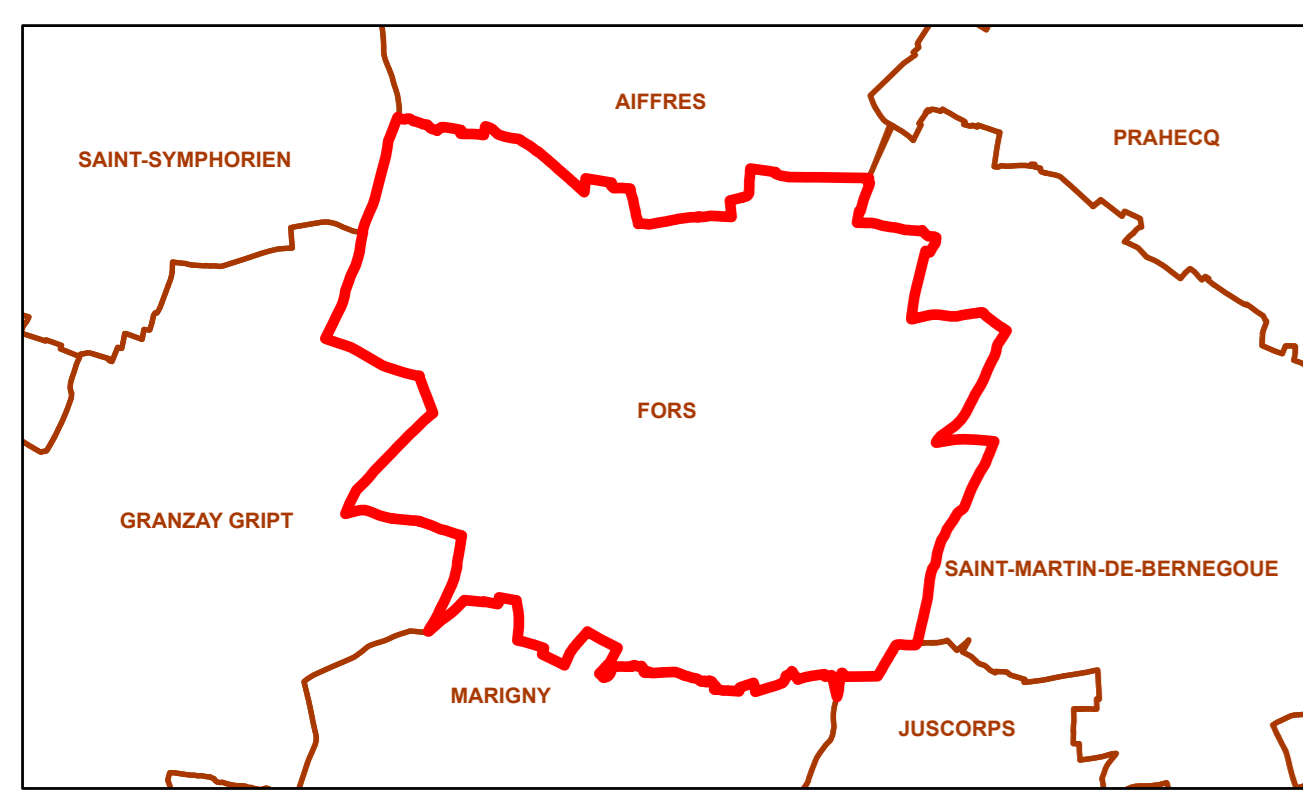 AIFFRES
PRAHECQ
SAINT-SYMPHORIEN
FORS
GRANZAY GRIPT
SAINT-MARTIN-DE-BERNEGOUE
MARIGNY
JUSCORPS